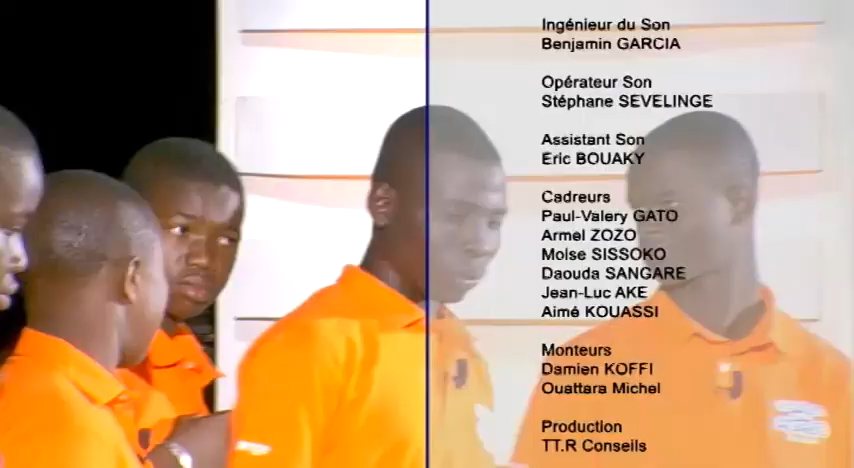 Ingénieur du Son
Benjamin GARCIA
Opérateur Son
Stéphane SEVELINGE
Assistant Son
Eric BOUAKY
Cadreurs
Paul-Valery GATO
Armel ZOZO
Moise SISSOKO
Daouda SANGARE
Jean-Luc AKE
Aimé KOUASSI
Monteurs
Damien KOFFI
Ouattara Michel
Production
TT.R Conseils